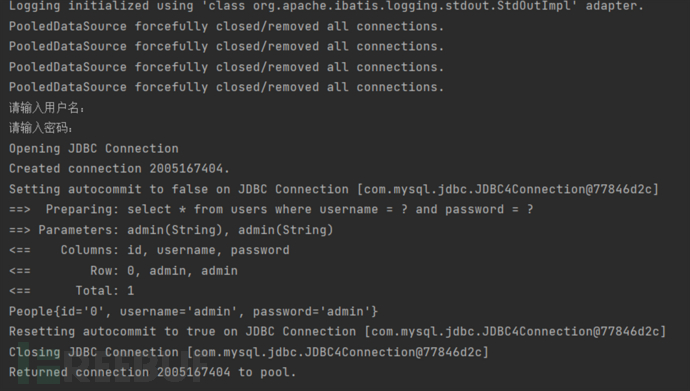 Logging initialized using 'class org.apache.ibatis.logging.stdout.StdOutImpl' adapter.
PooledDataSource forcefully closed/removed all connections.
PooledDataSource forcefully closed/removed all connections.
PooledDataSource forcefully closed/removed all connections.
PooledDataSource forcefully closed/removed all connections.
请输入用户名:
请输入密码:
Opening JDBC Connection
Created connection 2005167404.
Setting autocommit to false on JDBC Connection [com.mysql.jdbc.JDBC4Connection@77846d2c]
==>  Preparing: select * from users where username = ? and password = ?
==> Parameters: admin(String), admin(String)
<==    Columns: id, username, password
<==        Row: 0, admin, admin
<==      Total: 1
People{id='0', username='admin', password='admin'}
Resetting autocommit to true on JDBC Connection [com.mysql.jdbc.JDBC4Connection@77846d2c]
Closing JDBC Connection [com.mysql.jdbc.JDBC4Connection@77846d2c]
Returned connection 2005167404 to pool.
REEBUF